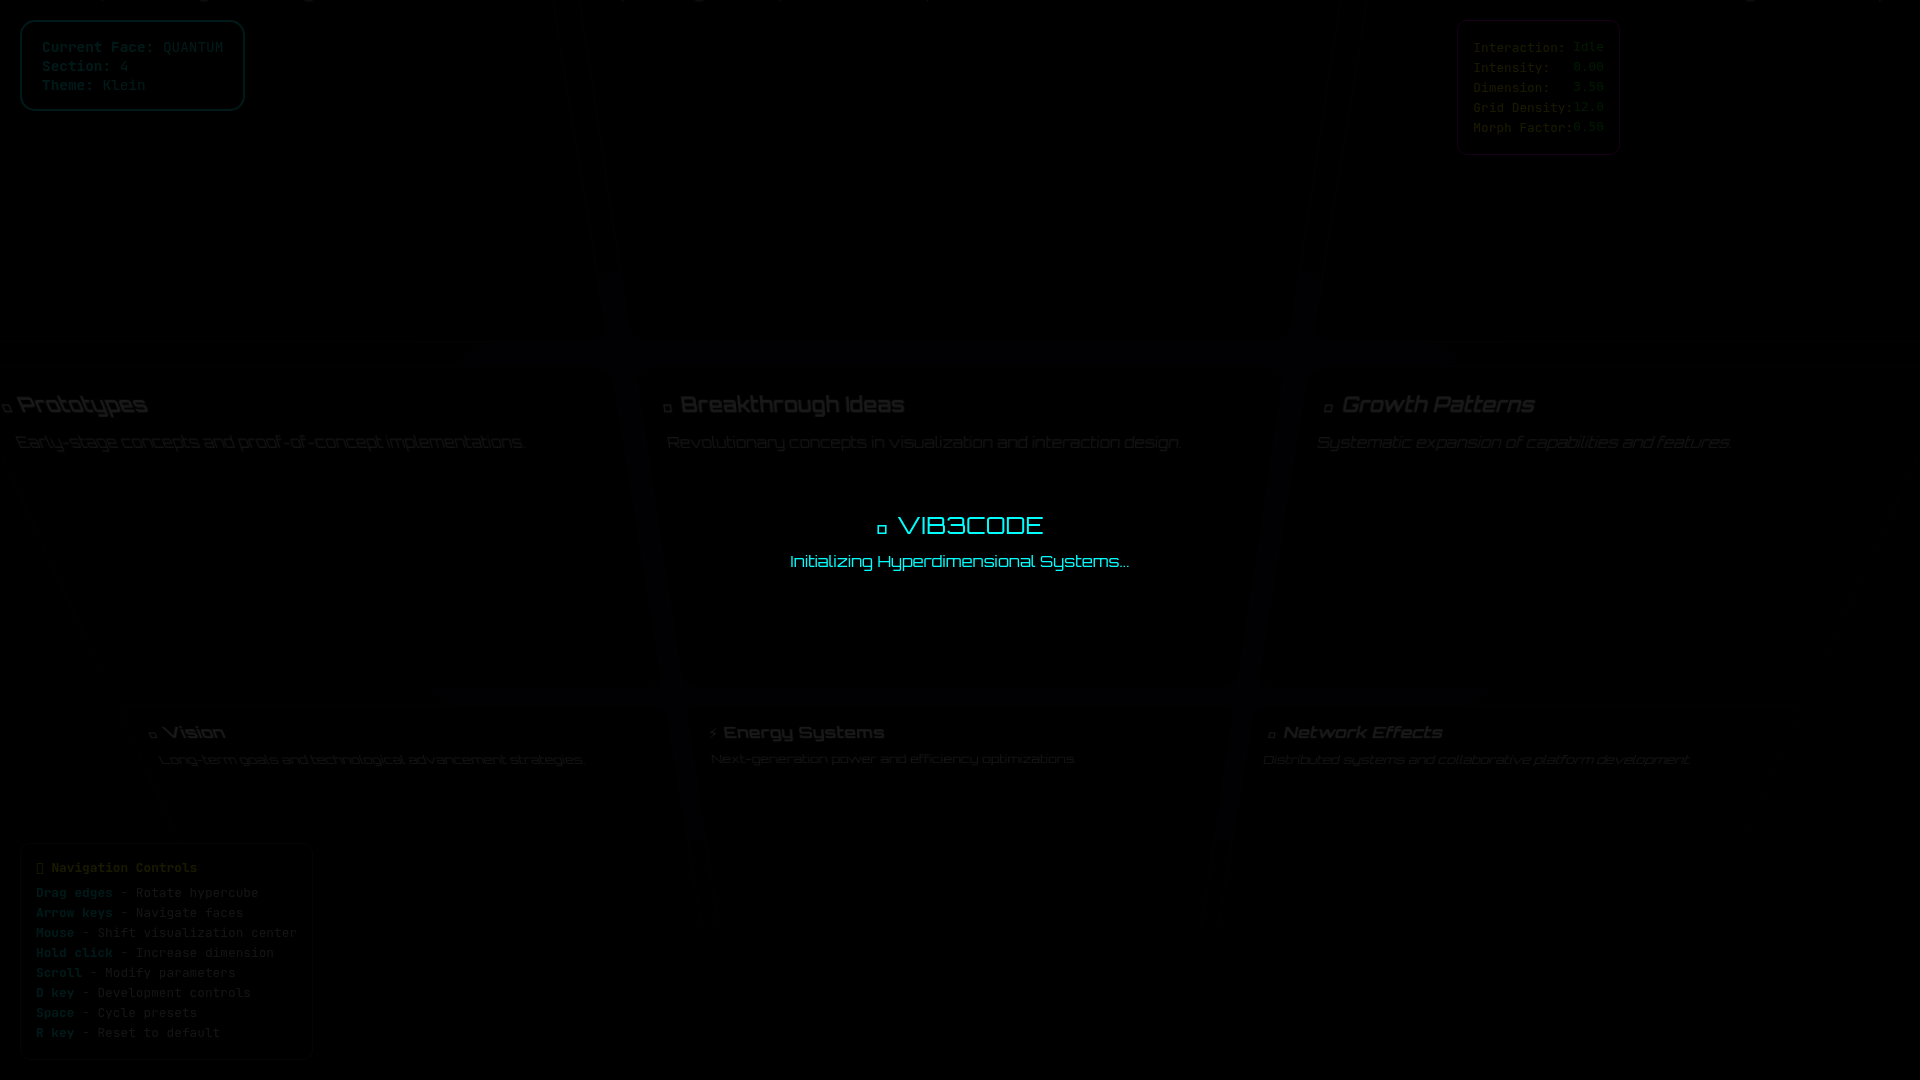 Current Face: QUANTUM
Section: 4
Theme: Klein
Interaction: Idle
Intensity: 0.00
Dimension: 3.50
Grid Density: 12.0
Morph Factor: 0.50
Prototypes
Early-stage concepts and proof-of-concept implementations.
Breakthrough Ideas
Revolutionary concepts in visualization and interaction design.
Growth Patterns
Systematic expansion of capabilities and features.
VIB3CODE
Initializing Hyperdimensional Systems...
Vision
Long-term goals and technological advancement strategies.
⚡ Energy Systems
Next-generation power and efficiency optimizations.
Network Effects
Distributed systems and collaborative platform development.
Navigation Controls
Drag edges - Rotate hypercube
Arrow keys - Navigate faces
Mouse - Shift visualization center
Hold click - Increase dimension
Scroll - Modify parameters
D key - Development controls
Space - Cycle presets
R key - Reset to default